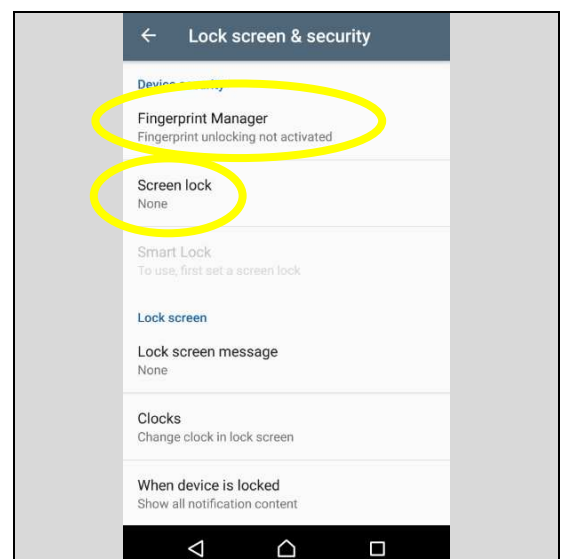 Lock screen & security
Device security
Fingerprint Manager
Fingerprint unlocking not activated
Screen lock
None
Smart Lock
To use, first set a screen lock
Lock screen
Lock screen message
None
Clocks
Change clock in lock screen
When device is locked
Show all notification content